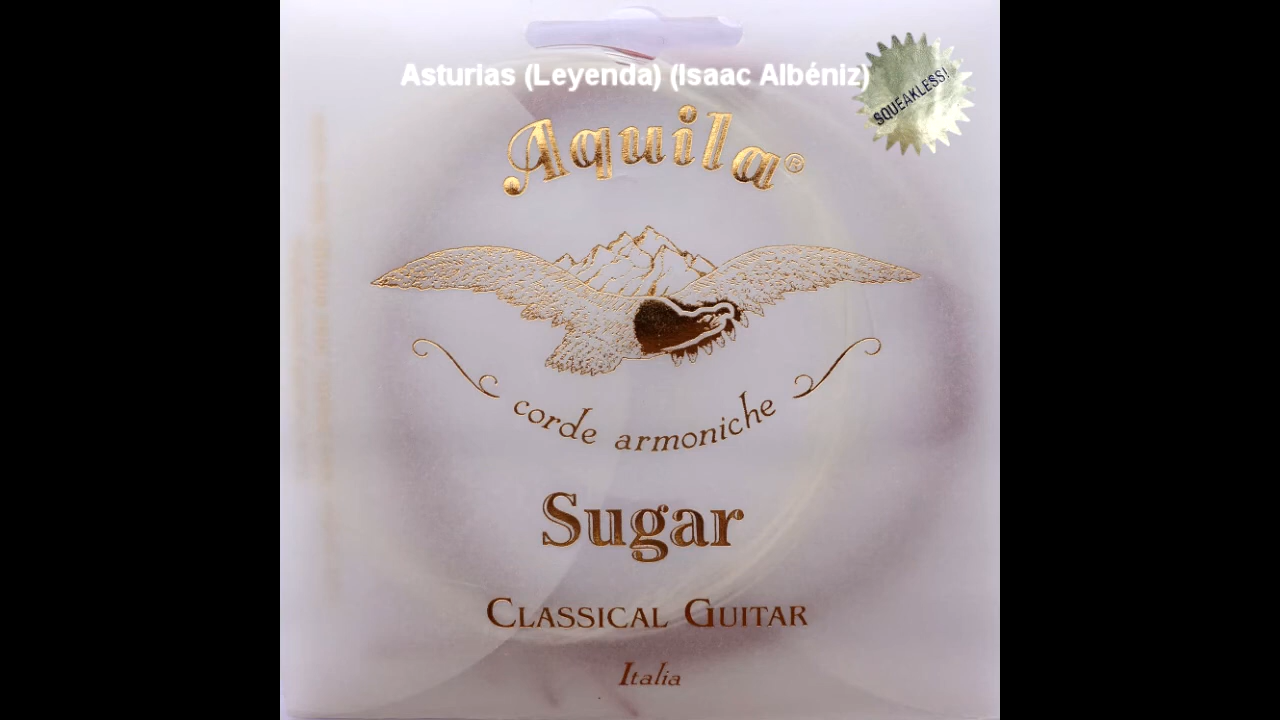 Asturias (Leyenda) (Isaac Albéniz)
SQUEAKLESS!
Aquila®
corde armoniche
Sugar
CLASSICAL GUITAR
Italia